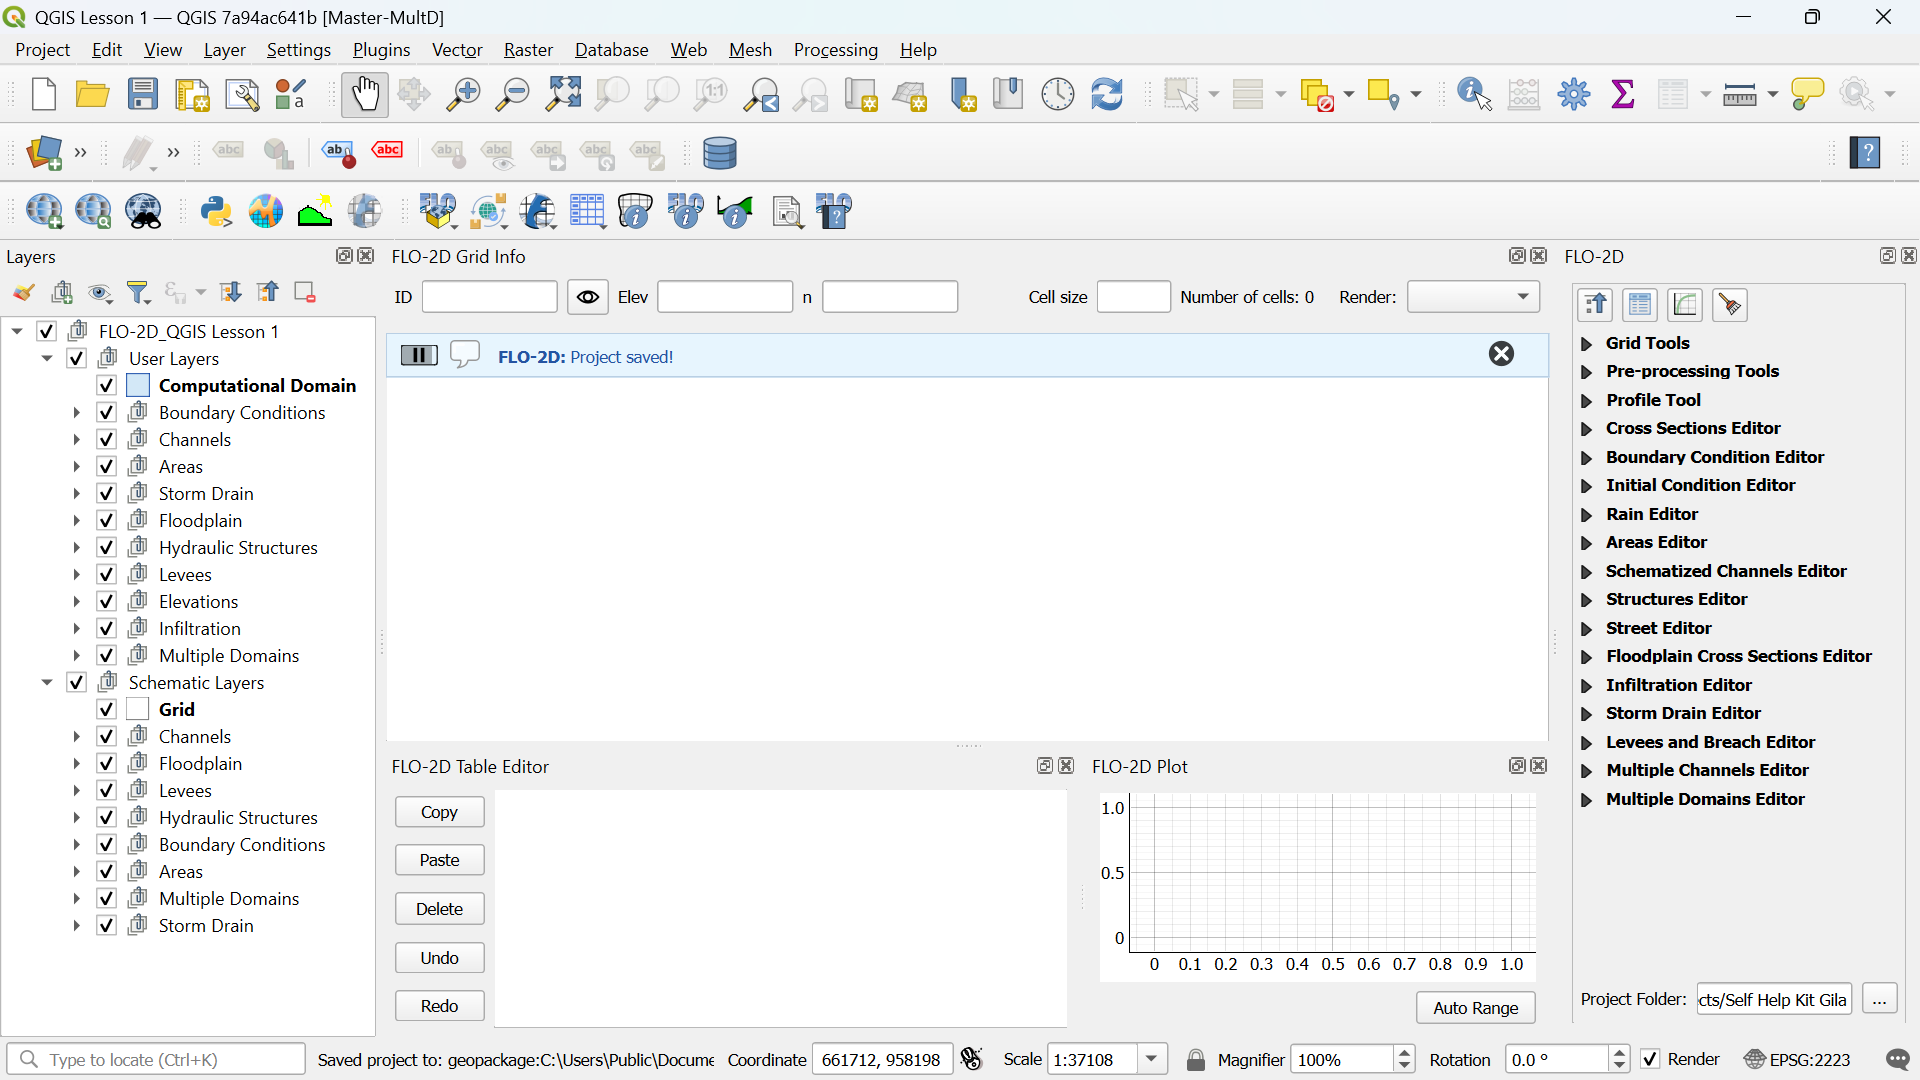 QGIS Lesson 1 — QGIS 7a94ac641b [Master-MultD]
Project Edit View Layer Settings Plugins Vector Raster Database Web Mesh Processing Help
Layers
FLO-2D_QGIS Lesson 1
User Layers
Computational Domain
Boundary Conditions
Channels
Areas
Storm Drain
Floodplain
Hydraulic Structures
Levees
Elevations
Infiltration
Multiple Domains
Schematic Layers
Grid
Channels
Floodplain
Levees
Hydraulic Structures
Boundary Conditions
Areas
Multiple Domains
Storm Drain
FLO-2D Grid Info
ID Elev n Cell size Number of cells: 0 Render:
FLO-2D: Project saved!
FLO-2D Table Editor
Copy
Paste
Delete
Undo
Redo
FLO-2D Plot
1.0
0.5
0
0 0.1 0.2 0.3 0.4 0.5 0.6 0.7 0.8 0.9 1.0
Auto Range
FLO-2D
Grid Tools
Pre-processing Tools
Profile Tool
Cross Sections Editor
Boundary Condition Editor
Initial Condition Editor
Rain Editor
Areas Editor
Schematized Channels Editor
Structures Editor
Street Editor
Floodplain Cross Sections Editor
Infiltration Editor
Storm Drain Editor
Levees and Breach Editor
Multiple Channels Editor
Multiple Domains Editor
Project Folder: cts/Self Help Kit Gila ...
Type to locate (Ctrl+K) Saved project to: geopackage:C:\Users\Public\Docume Coordinate 661712, 958198 Scale 1:37108 Magnifier 100% Rotation 0.0 ° Render EPSG:2223